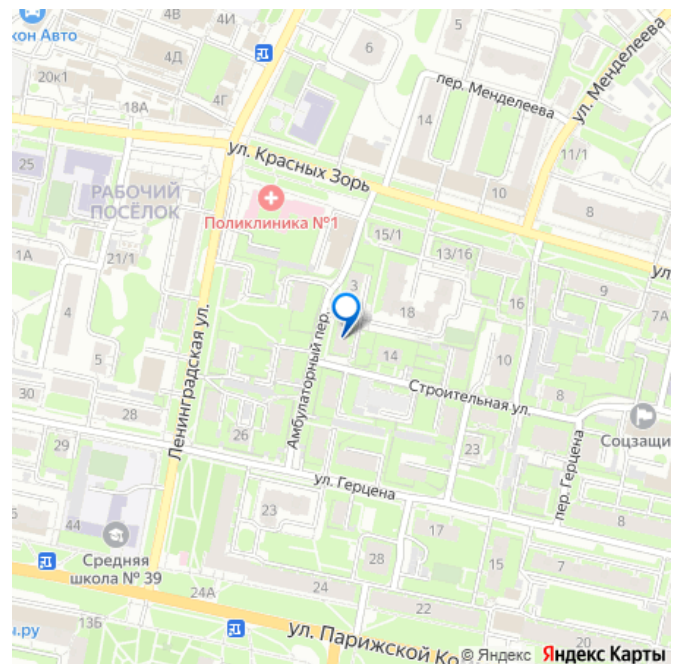 4В
4И
кон Авто
6
ул. Менделеева
4Д
20к1
пер. Менделеева
4Г
18А
14
11/1
ул. Красных Зорь
25
РАБОЧИЙ
ПОСЁЛОК
10
8
Поликлиника №1
15/1
13/16
21/1
1А
ул
3
9
16
4
18
7А
Ленинградская ул.
Амбулаторный пер.
14
10
5
Строительная ул.
8
30
28
26
Соцзащи
29
23
пер. Герцена
ул. Герцена
23
5
44
17
8
Средняя
школа № 39
28
15
7
24А
24
22
13Б
ы.ру
ул. Парижской Ко
20
© Яндекс Яндекс Карты